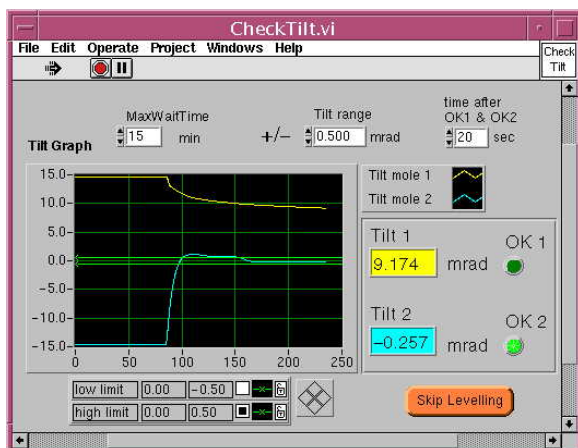 CheckTilt.vi
File Edit Operate Project Windows Help
Check
Tilt
MaxWaitTime
15 min
+/-
Tilt range
0.500 mrad
time after
OK1 & OK2
20 sec
Tilt Graph
15.0
10.0
5.0
0.0
-5.0
-10.0
-15.0
0 50 100 150 200 250
Tilt mole 1
Tilt mole 2
Tilt 1
9.174 mrad
OK 1
Tilt 2
-0.257 mrad
OK 2
low limit 0.00 -0.50
high limit 0.00 0.50
Skip Levelling